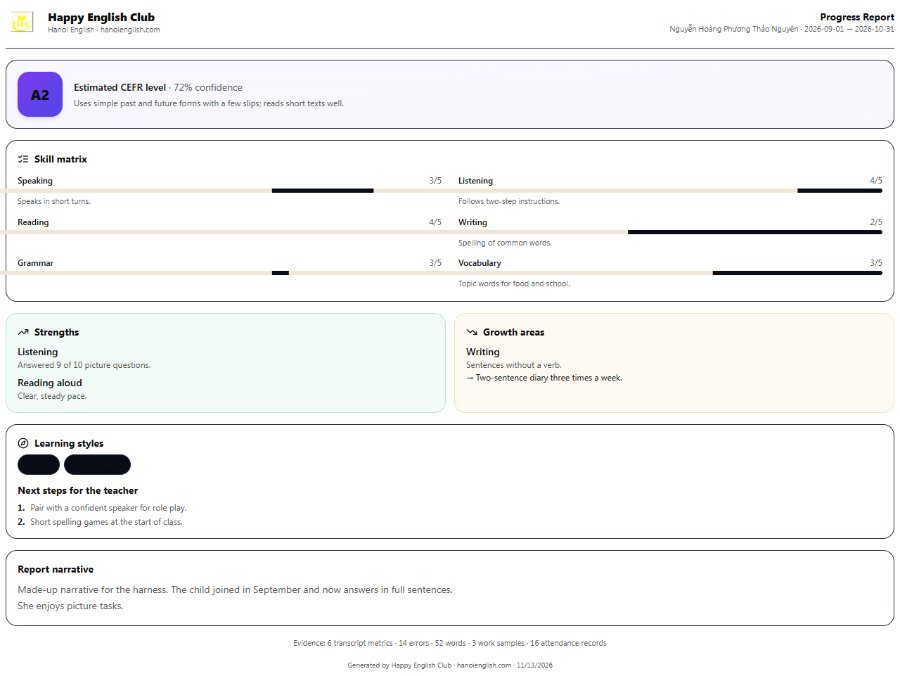 Happy English Club
Hanoi English · hanoienglish.com
Progress Report
Nguyễn Hoàng Phương Thảo Nguyên · 2026-09-01 → 2026-10-31
A2
Estimated CEFR level · 72% confidence
Uses simple past and future forms with a few slips; reads short texts well.
Skill matrix
Speaking 3/5
Speaks in short turns.
Listening 4/5
Follows two-step instructions.
Reading 4/5
Writing 2/5
Spelling of common words.
Grammar 3/5
Vocabulary 3/5
Topic words for food and school.
Strengths
Listening
Answered 9 of 10 picture questions.
Reading aloud
Clear, steady pace.
Growth areas
Writing
Sentences without a verb.
→ Two-sentence diary three times a week.
Learning styles
Next steps for the teacher
1. Pair with a confident speaker for role play.
2. Short spelling games at the start of class.
Report narrative
Made-up narrative for the harness. The child joined in September and now answers in full sentences.
She enjoys picture tasks.
Evidence: 6 transcript metrics · 14 errors · 52 words · 3 work samples · 16 attendance records
Generated by Happy English Club · hanoienglish.com · 11/13/2026